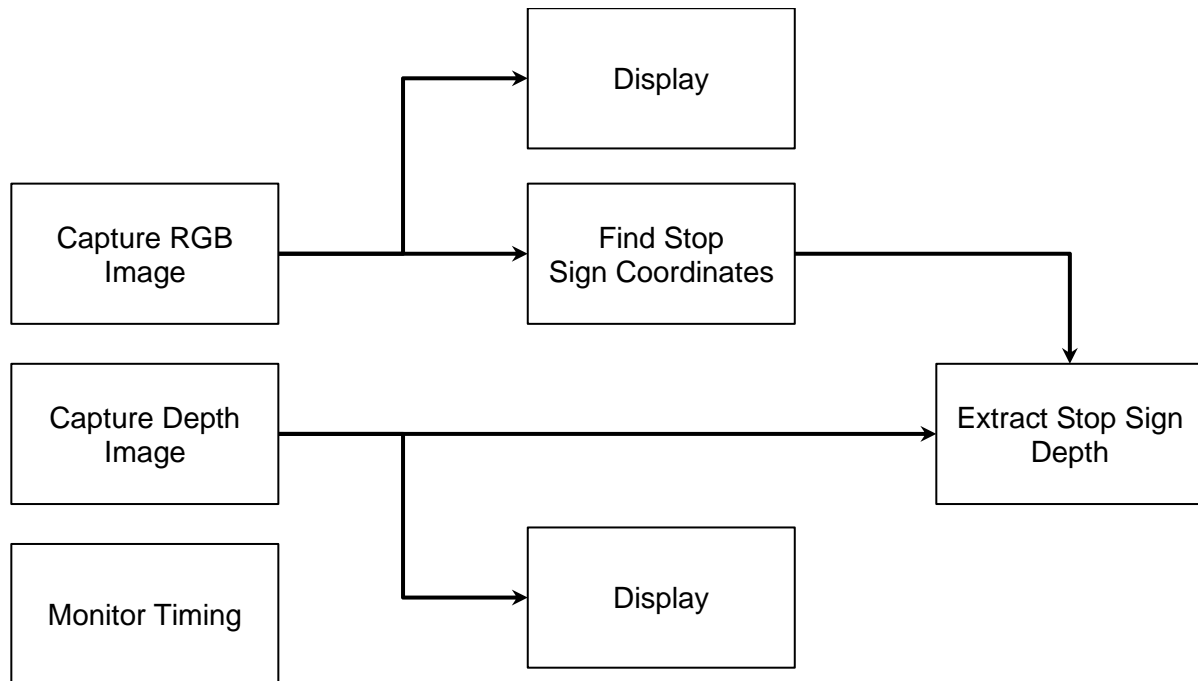 Display
Capture RGB
Image
Find Stop
Sign Coordinates
Capture Depth
Image
Extract Stop Sign
Depth
Monitor Timing
Display